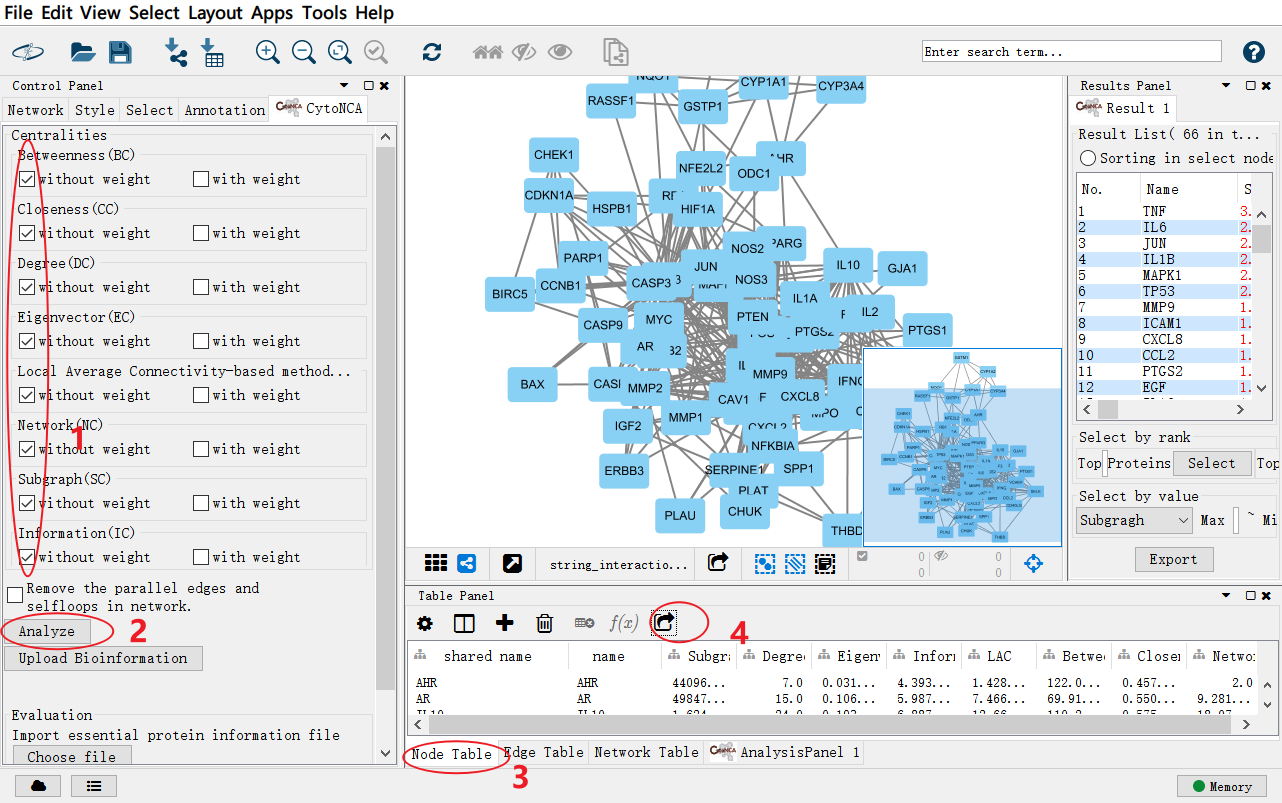 File Edit View Select Layout Apps Tools Help
Enter search term...
Control Panel
Network Style Select Annotation CytoNCA
Centralities
Betweenness(BC)
without weight with weight
Closeness(CC)
without weight with weight
Degree(DC)
without weight with weight
Eigenvector(EC)
without weight with weight
Local Average Connectivity-based method...
without weight with weight
Network(NC)
1
without weight with weight
Subgraph(SC)
without weight with weight
Information(IC)
without weight with weight
Remove the parallel edges and
selfloops in network.
Analyze 2
Upload Bioinformation
Evaluation
Import essential protein information file
Choose file
NQO1
CYP1A1
CYP3A4
RASSF1
GSTP1
CHEK1
AHR
NFE2L2
ODC1
CDKN1A
HSPB1
HIF1A
NOS2
PARG
PARP1
JUN
IL10
GJA1
CASP3
NOS3
CCNB1
BIRC5
IL1A
IL2
PTEN
MYC
CASP9
PTGS2
PTGS1
AR
BAX
CASI
MMP2
MMP9
IFNG
CAV1
CXCL8
MMP1
MPO
IGF2
CXCL2
NFKBIA
ERBB3
SERPINE1
SPP1
PLAT
PLAU
CHUK
THBD
string_interactio...
0
0
0
0
Results Panel
Result 1
Result List( 66 in t...
Sorting in select node
No. Name S
1 TNF 3.
2 IL6 2.
3 JUN 2.
4 IL1B 2.
5 MAPK1 2.
6 TP53 2.
7 MMP9 1.
8 ICAM1 1.
9 CXCL8 1.
10 CCL2 1.
11 PTGS2 1.
12 EGF 1.
Select by rank
Top Proteins Select Top
Select by value
Subgragh Max ~ Mi
Export
Table Panel
f(x) 4
shared name name Subgr Degre Eigen Infor LAC Betwe Closen Networ
AHR AHR 44096... 7.0 0.031... 4.393... 1.428... 122.0... 0.457... 2.0
AR AR 49847... 15.0 0.106... 5.987... 7.466... 69.91... 0.550... 9.281...
IL10 IL10
Node Table Edge Table Network Table AnalysisPanel 1
3
Memory